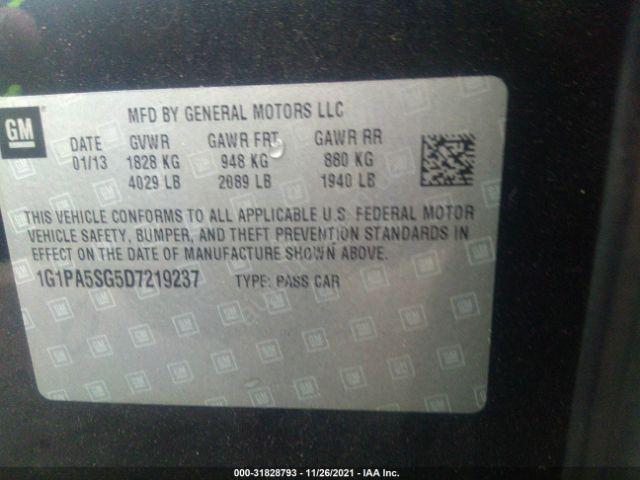 GM
MFD BY GENERAL MOTORS LLC
DATE GVWR GAWR FRT GAWR RR
01/13 1828 KG 948 KG 880 KG
4029 LB 2089 LB 1940 LB
THIS VEHICLE CONFORMS TO ALL APPLICABLE U.S. FEDERAL MOTOR
VEHICLE SAFETY, BUMPER, AND THEFT PREVENTION STANDARDS IN
EFFECT ON THE DATE OF MANUFACTURE SHOWN ABOVE.
1G1PA5SG5D7219237 TYPE: PASS CAR
000-31828793 - 11/26/2021 - IAA Inc.